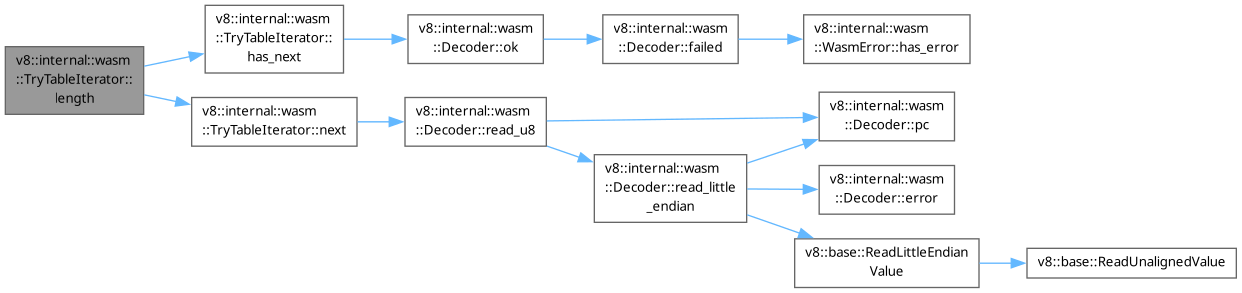 v8::internal::wasm
::TryTableIterator::
length
v8::internal::wasm
::TryTableIterator::
has_next
v8::internal::wasm
::Decoder::ok
v8::internal::wasm
::Decoder::failed
v8::internal::wasm
::WasmError::has_error
v8::internal::wasm
::TryTableIterator::next
v8::internal::wasm
::Decoder::read_u8
v8::internal::wasm
::Decoder::pc
v8::internal::wasm
::Decoder::read_little
_endian
v8::internal::wasm
::Decoder::error
v8::base::ReadLittleEndian
Value
v8::base::ReadUnalignedValue